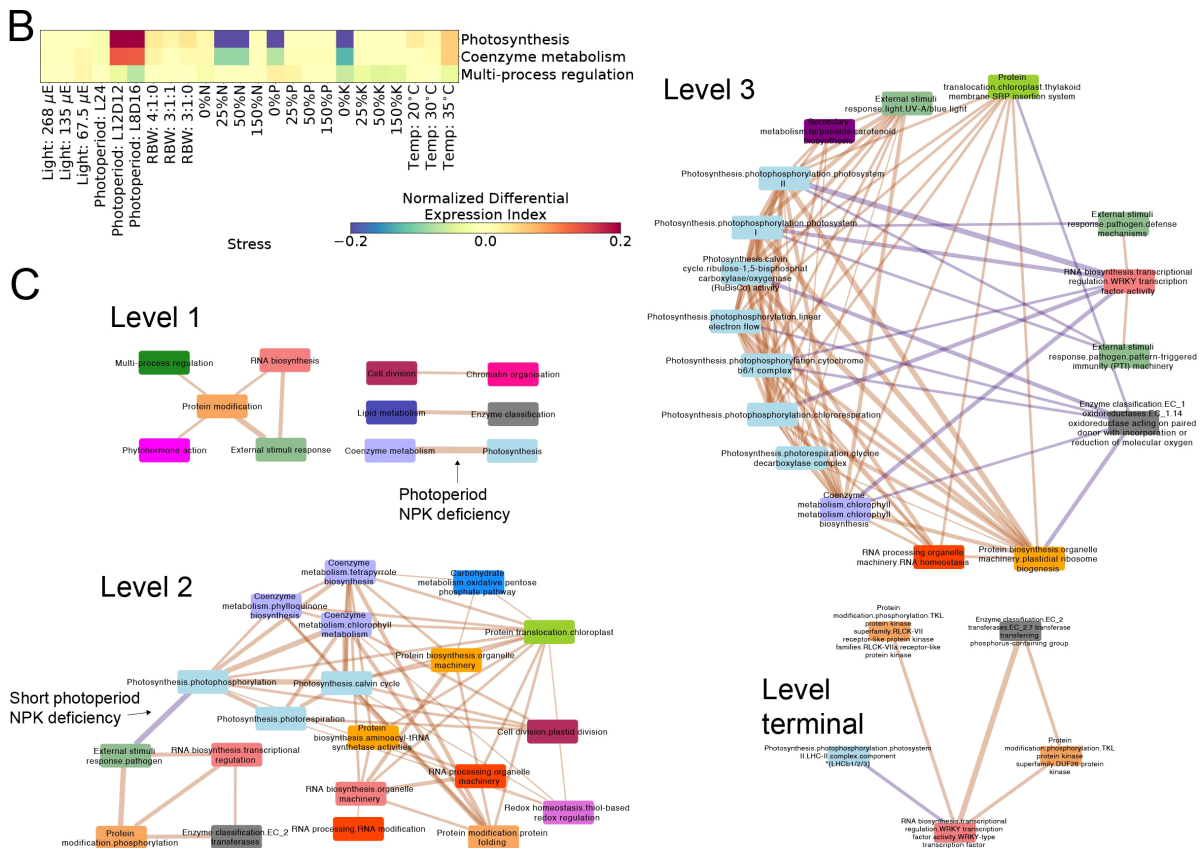 B
Photosynthesis
Coenzyme metabolism
Multi-process regulation
Light: 268 µE
Light: 135 µE
Light: 67.5 µE
Photoperiod: L24
Photoperiod: L12D12
Photoperiod: L8D16
RBW: 4:1:0
RBW: 3:1:1
RBW: 3:1:0
0%N
25%N
50%N
150%N
0%P
25%P
50%P
150%P
0%K
25%K
50%K
150%K
Temp: 20°C
Temp: 30°C
Temp: 35°C
Stress
Normalized Differential
Expression Index
−0.2
0.0
0.2
C
Level 1
Multi-process regulation
RNA biosynthesis
Protein modification
Phytohormone action
External stimuli response
Cell division
Chromatin organisation
Lipid metabolism
Enzyme classification
Coenzyme metabolism
Photosynthesis
Photoperiod
NPK deficiency
Level 2
Coenzyme
metabolism.tetrapyrrole
biosynthesis
Carbohydrate
metabolism.oxidative pentose
phosphate pathway
Coenzyme
metabolism.phylloquinone
biosynthesis
Coenzyme
metabolism.chlorophyll
metabolism
Protein translocation.chloroplast
Protein biosynthesis.organelle
machinery
Photosynthesis.photophosphorylation
Photosynthesis.calvin cycle
Short photoperiod
NPK deficiency
Photosynthesis.photorespiration
Protein
biosynthesis.aminoacyl-tRNA
synthetase activities
Cell division.plastid division
External stimuli
response.pathogen
RNA biosynthesis.transcriptional
regulation
RNA processing.organelle
machinery
RNA biosynthesis.organelle
machinery
Redox homeostasis.thiol-based
redox regulation
Protein
modification.phosphorylation
Enzyme classification.EC_2
transferases
RNA processing.RNA modification
Protein modification.protein
folding
Level 3
Protein
translocation.chloroplast.thylakoid
membrane SRP insertion system
External stimuli
response.light.UV-A/blue light
Secondary
metabolism.terpenoids.carotenoid
biosynthesis
Photosynthesis.photophosphorylation.photosystem
II
Photosynthesis.photophosphorylation.photosystem
I
External stimuli
response.pathogen.defense
mechanisms
Photosynthesis.calvin
cycle.ribulose-1,5-bisphosphat
carboxylase/oxygenase
(RuBisCo) activity
RNA biosynthesis.transcriptional
regulation.WRKY transcription
factor activity
Photosynthesis.photophosphorylation.linear
electron flow
Photosynthesis.photophosphorylation.cytochrome
b6/f complex
External stimuli
response.pathogen.pattern-triggered
immunity (PTI) machinery
Photosynthesis.photophosphorylation.chlororespiration
Enzyme classification.EC_1
oxidoreductases.EC_1.14
oxidoreductase acting on paired
donor with incorporation or
reduction of molecular oxygen
Photosynthesis.photorespiration.glycine
decarboxylase complex
Coenzyme
metabolism.chlorophyll
biosynthesis
RNA processing.organelle
machinery.RNA homeostasis
Protein biosynthesis.organelle
machinery.plastidial ribosome
biogenesis
Level
terminal
Protein
modification.phosphorylation.TKL
protein kinase
superfamily.RLCK-VII
receptor-like protein kinase
families.RLCK-VIIa receptor-like
protein kinase
Enzyme classification.EC_2
transferases.EC_2.7 transferase
transferring
phosphorus-containing group
Photosynthesis.photophosphorylation.photosystem
II.LHC-II complex.component
*(LHCb1/2/3)
Protein
modification.phosphorylation.TKL
protein kinase
superfamily.DUF26 protein
kinase
RNA biosynthesis.transcriptional
regulation.WRKY transcription
factor activity.WRKY-type
transcription factor